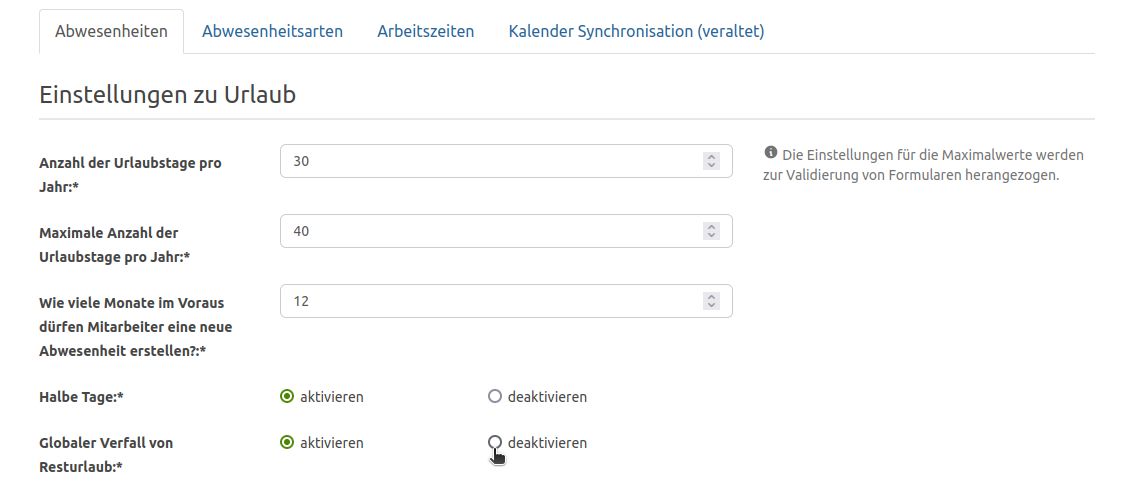 Abwesenheiten Abwesenheitsarten Arbeitszeiten Kalender Synchronisation (veraltet)
Einstellungen zu Urlaub
Anzahl der Urlaubstage pro
Jahr:*
30
Die Einstellungen für die Maximalwerte werden
zur Validierung von Formularen herangezogen.
Maximale Anzahl der
Urlaubstage pro Jahr:*
40
Wie viele Monate im Voraus
dürfen Mitarbeiter eine neue
Abwesenheit erstellen?:*
12
Halbe Tage:* aktivieren deaktivieren
Globaler Verfall von
Resturlaub:*
aktivieren deaktivieren